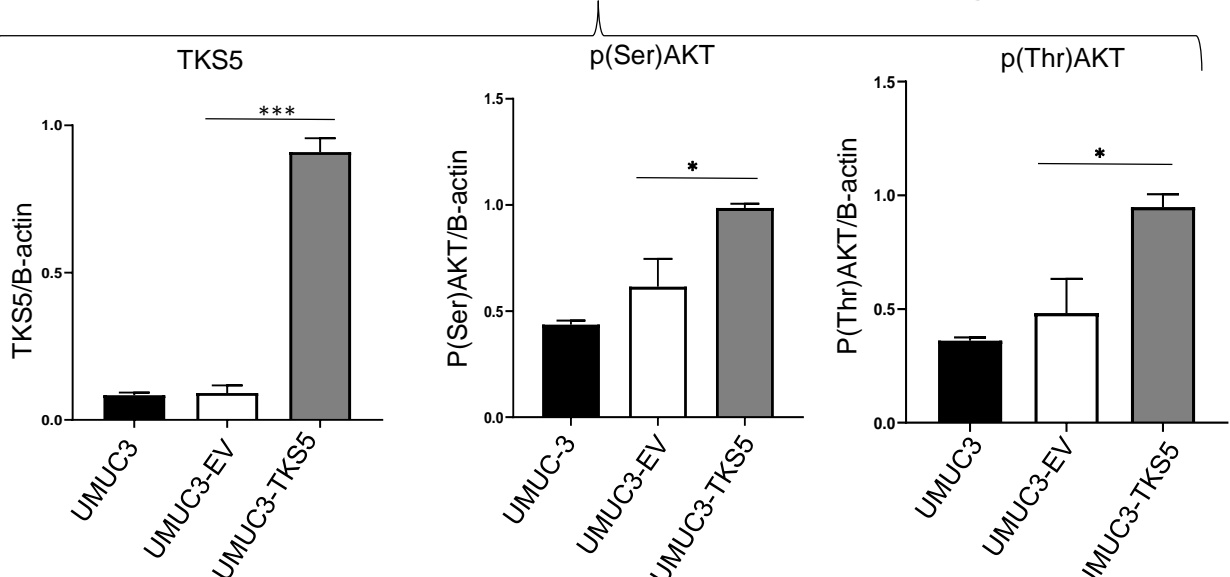 TKS5
p(Ser)AKT
p(Thr)AKT
TKS5/B-actin
1.0
0.5
0.0
***
UMUC3
UMUC3-EV
UMUC3-TKS5
P(Ser)AKT/B-actin
1.5
1.0
0.5
0.0
*
UMUC-3
UMUC3-EV
UMUC3-TKS5
P(Thr)AKT/B-actin
1.5
1.0
0.5
0.0
*
UMUC3
UMUC3-EV
UMUC3-TKS5